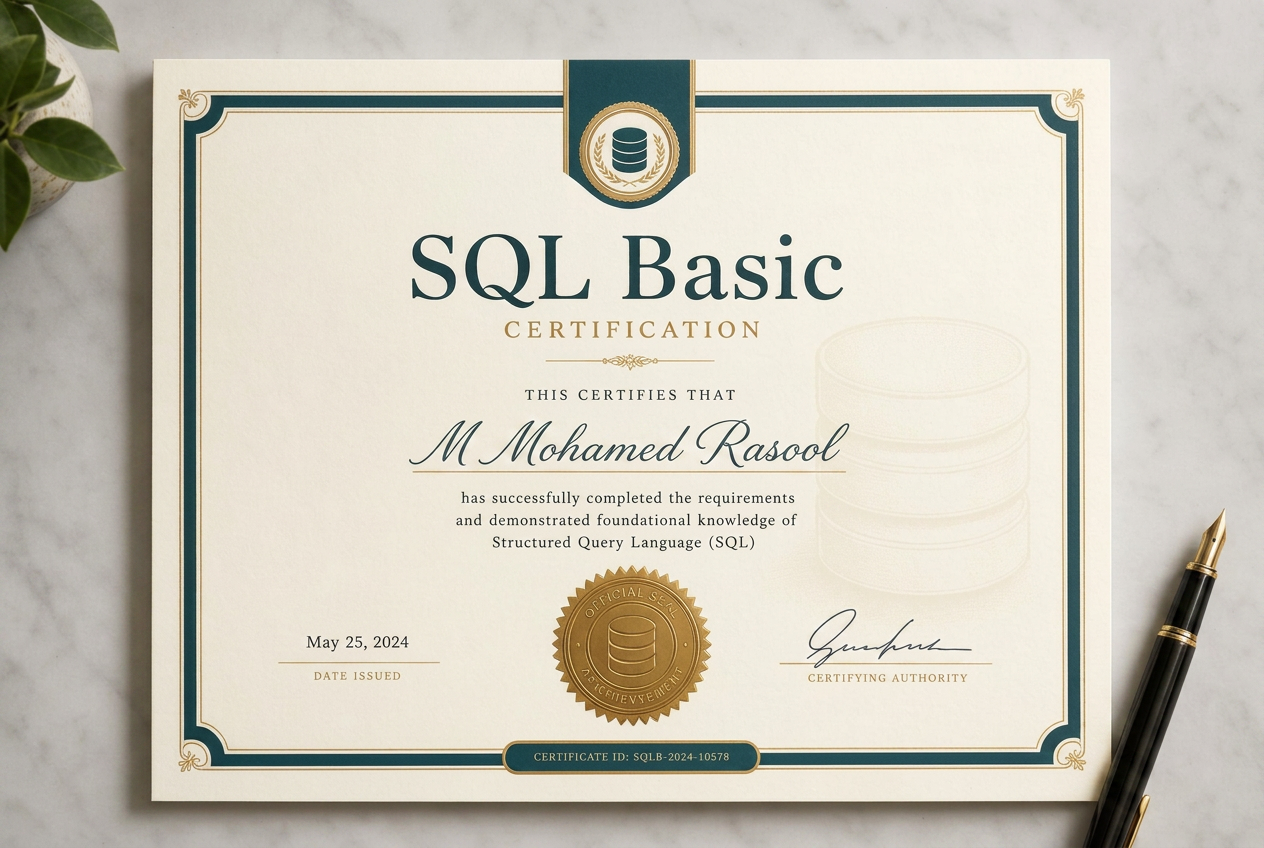 SQL Basic
CERTIFICATION
THIS CERTIFIES THAT
M Mohamed Rasool
has successfully completed the requirements
and demonstrated foundational knowledge of
Structured Query Language (SQL)
OFFICIAL SEAL
May 25, 2024
DATE ISSUED
CERTIFYING AUTHORITY
CERTIFICATE ID: SQLB-2024-10578